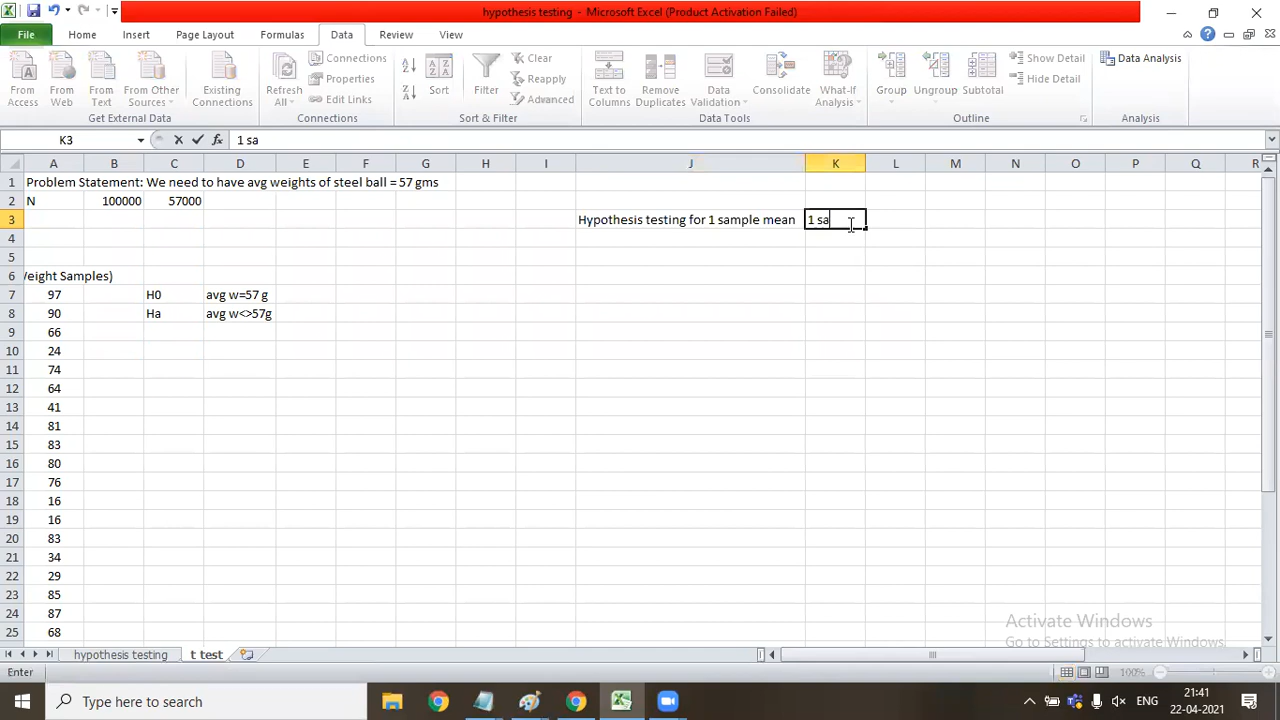 hypothesis testing - Microsoft Excel (Product Activation Failed)
File Home Insert Page Layout Formulas Data Review View
From Access
From Web
From Text
From Other Sources
Existing Connections
Get External Data
Refresh All
Connections
Properties
Edit Links
Connections
Sort
Filter
Clear
Reapply
Advanced
Sort & Filter
Text to Columns
Remove Duplicates
Data Validation
Consolidate
What-If Analysis
Data Tools
Group
Ungroup
Subtotal
Show Detail
Hide Detail
Outline
Data Analysis
Analysis
K3 fx 1 sa
A B C D E F G H I J K L M N O P Q R
1 Problem Statement: We need to have avg weights of steel ball = 57 gms
2 N 100000 57000
3 Hypothesis testing for 1 sample mean 1 sa
4
5
6 Weight Samples)
7 97 H0 avg w=57 g
8 90 Ha avg w<>57g
9 66
10 24
11 74
12 64
13 41
14 81
15 83
16 80
17 76
18 16
19 16
20 83
21 34
22 29
23 85
24 87
25 68
Activate Windows
Go to Settings to activate Windows.
hypothesis testing t test
Enter 100%
Type here to search
ENG
21:41
22-04-2021